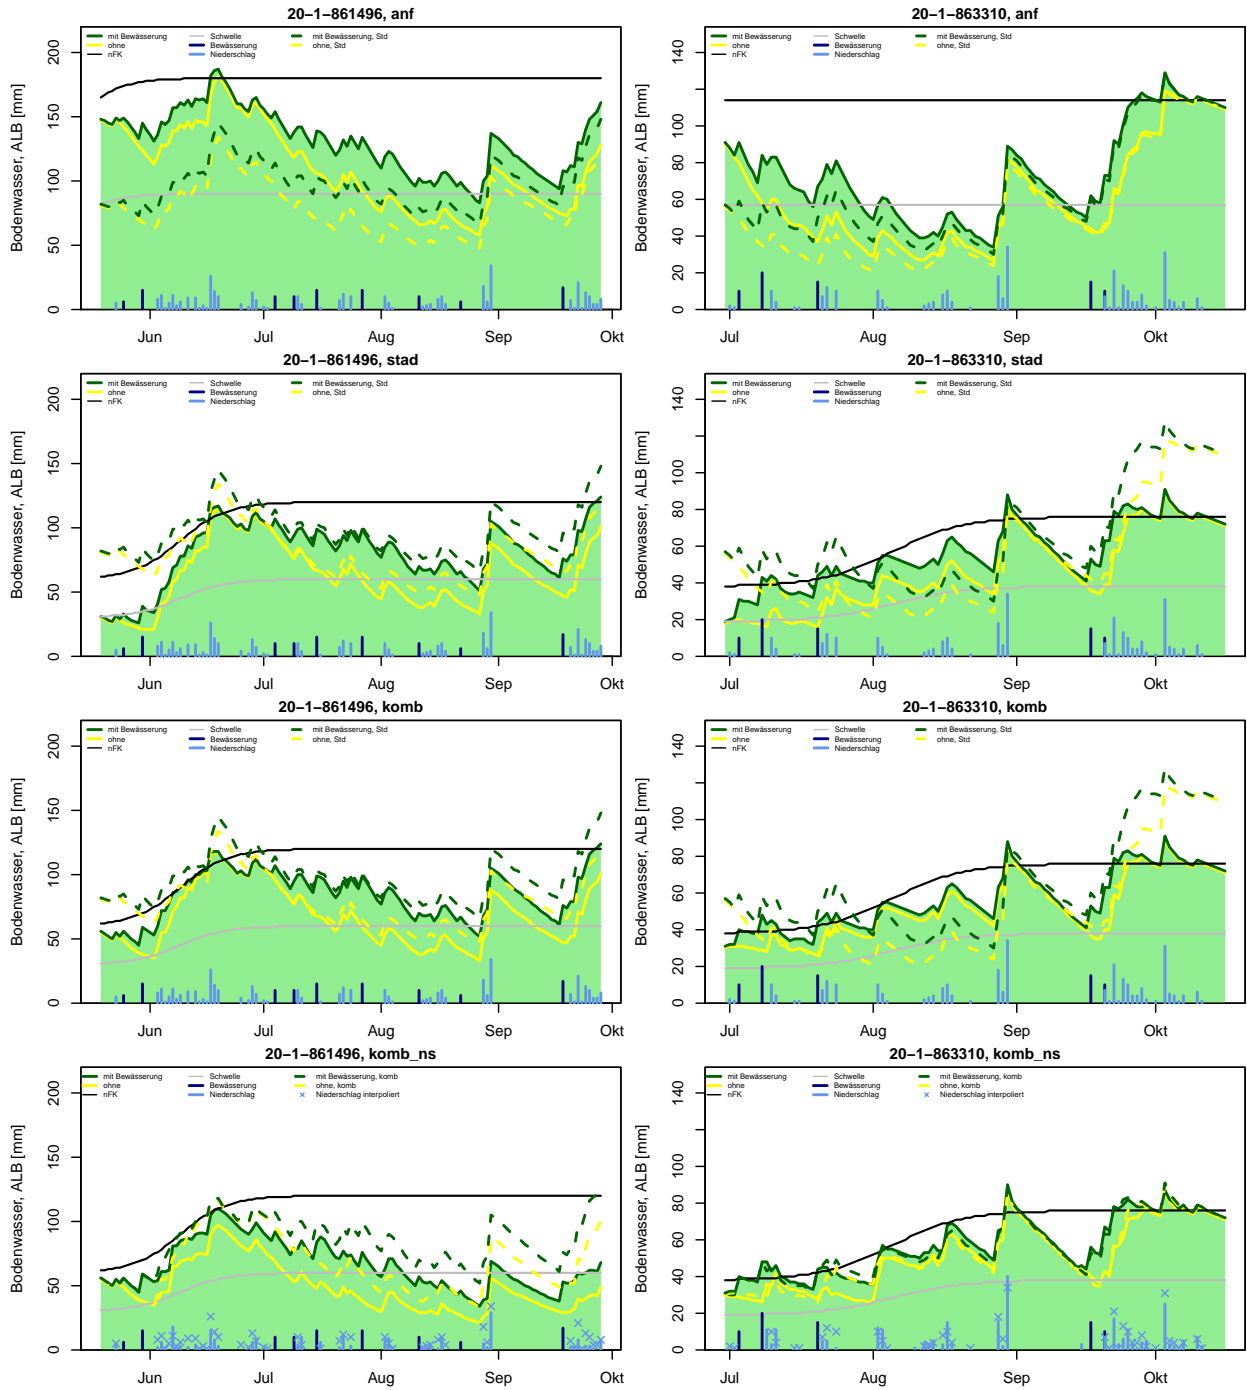 20−1−861496, anf
mit Bewässerung Schwelle mit Bewässerung, Std
ohne Bewässerung ohne, Std
nFK Niederschlag
Bodenwasser, ALB [mm]
0 50 100 150 200
Jun Jul Aug Sep Okt
20−1−863310, anf
mit Bewässerung Schwelle mit Bewässerung, Std
ohne Bewässerung ohne, Std
nFK Niederschlag
Bodenwasser, ALB [mm]
0 20 40 60 80 100 140
Jul Aug Sep Okt
20−1−861496, stad
mit Bewässerung Schwelle mit Bewässerung, Std
ohne Bewässerung ohne, Std
nFK Niederschlag
Bodenwasser, ALB [mm]
0 50 100 150 200
Jun Jul Aug Sep Okt
20−1−863310, stad
mit Bewässerung Schwelle mit Bewässerung, Std
ohne Bewässerung ohne, Std
nFK Niederschlag
Bodenwasser, ALB [mm]
0 20 40 60 80 100 140
Jul Aug Sep Okt
20−1−861496, komb
mit Bewässerung Schwelle mit Bewässerung, Std
ohne Bewässerung ohne, Std
nFK Niederschlag
Bodenwasser, ALB [mm]
0 50 100 150 200
Jun Jul Aug Sep Okt
20−1−863310, komb
mit Bewässerung Schwelle mit Bewässerung, Std
ohne Bewässerung ohne, Std
nFK Niederschlag
Bodenwasser, ALB [mm]
0 20 40 60 80 100 140
Jul Aug Sep Okt
20−1−861496, komb_ns
mit Bewässerung Schwelle mit Bewässerung, komb
ohne Bewässerung ohne, komb
nFK Niederschlag Niederschlag interpoliert
Bodenwasser, ALB [mm]
0 50 100 150 200
Jun Jul Aug Sep Okt
20−1−863310, komb_ns
mit Bewässerung Schwelle mit Bewässerung, komb
ohne Bewässerung ohne, komb
nFK Niederschlag Niederschlag interpoliert
Bodenwasser, ALB [mm]
0 20 40 60 80 100 140
Jul Aug Sep Okt